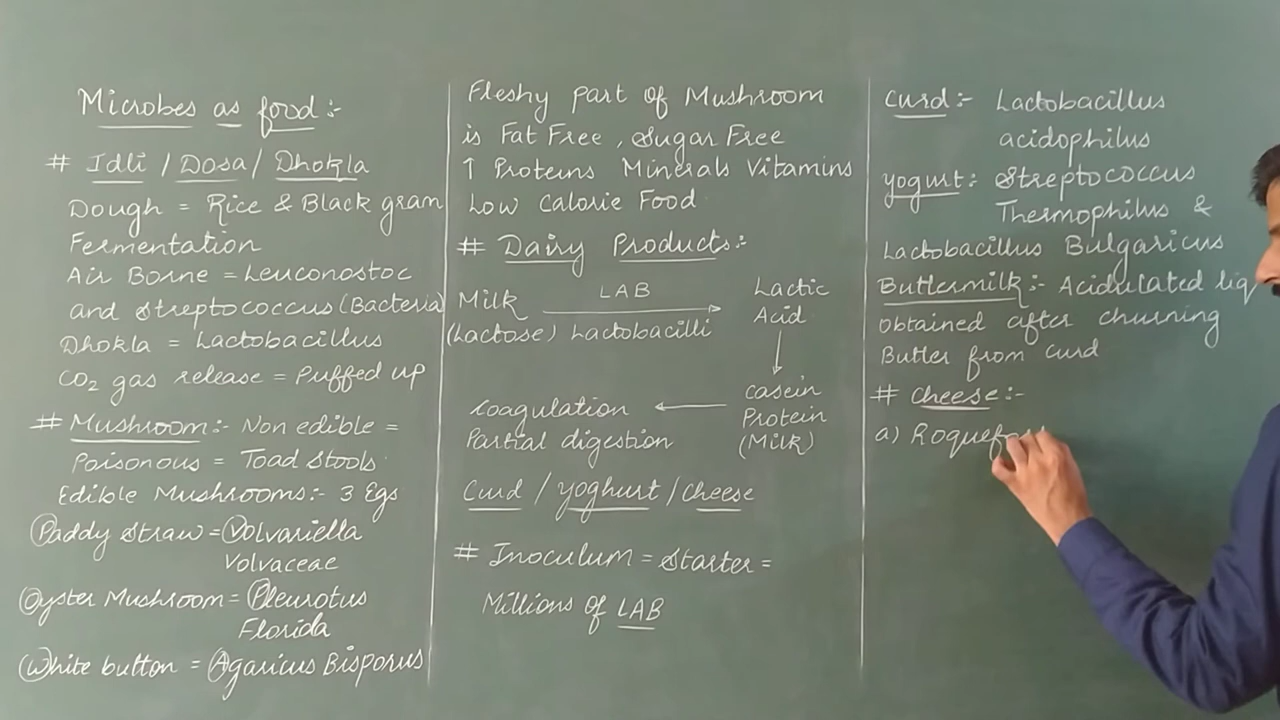 Microbes as food:-
# Idli / Dosa / Dhokla
Dough = Rice & Black gram
Fermentation
Air Borne = Leuconostoc
and Streptococcus (Bacteria)
Dhokla = Lactobacillus
CO2 gas release = Puffed up
# Mushroom:- Non edible =
Poisonous = Toad Stools
Edible Mushrooms:- 3 Egs
Paddy Straw = Volvariella
Volvaceae
Oyster Mushroom = Pleurotus
Florida
White button = Agaricus Bisporus
Fleshy part of Mushroom
is Fat Free, Sugar Free
↑ Proteins Minerals Vitamins
Low Calorie Food
# Dairy Products:-
Milk LAB → Lactic
(Lactose) Lactobacilli Acid
↓
Coagulation ← Casein
Partial digestion Protein
(Milk)
Curd / yoghurt / Cheese
# Inoculum = Starter =
Millions of LAB
Curd:- Lactobacillus
acidophilus
yogurt:- Streptococcus
Thermophilus &
Lactobacillus Bulgaricus
Buttermilk:- Acidulated liq
obtained after churning
Butter from curd
# Cheese:-
a)